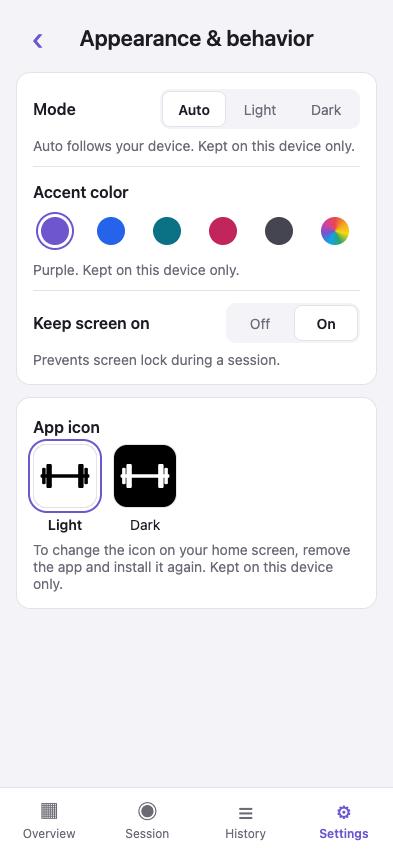 Appearance & behavior
Mode
Auto
Light
Dark
Auto follows your device. Kept on this device only.
Accent color
Purple. Kept on this device only.
Keep screen on
Off
On
Prevents screen lock during a session.
App icon
Light
Dark
To change the icon on your home screen, remove
the app and install it again. Kept on this device
only.
Overview
Session
History
Settings